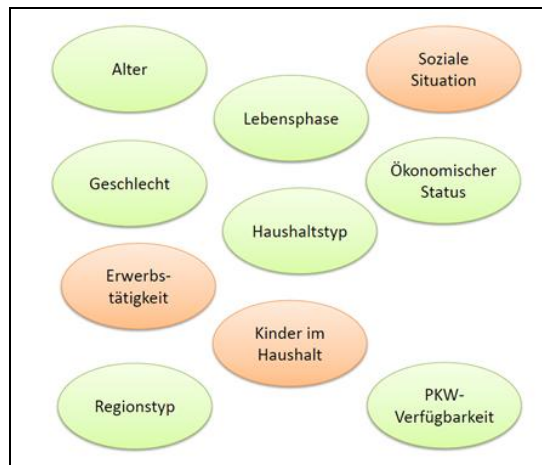 Alter
Soziale
Situation
Lebensphase
Geschlecht
Ökonomischer
Status
Haushaltstyp
Erwerbs-
tätigkeit
Kinder im
Haushalt
Regionstyp
PKW-
Verfügbarkeit